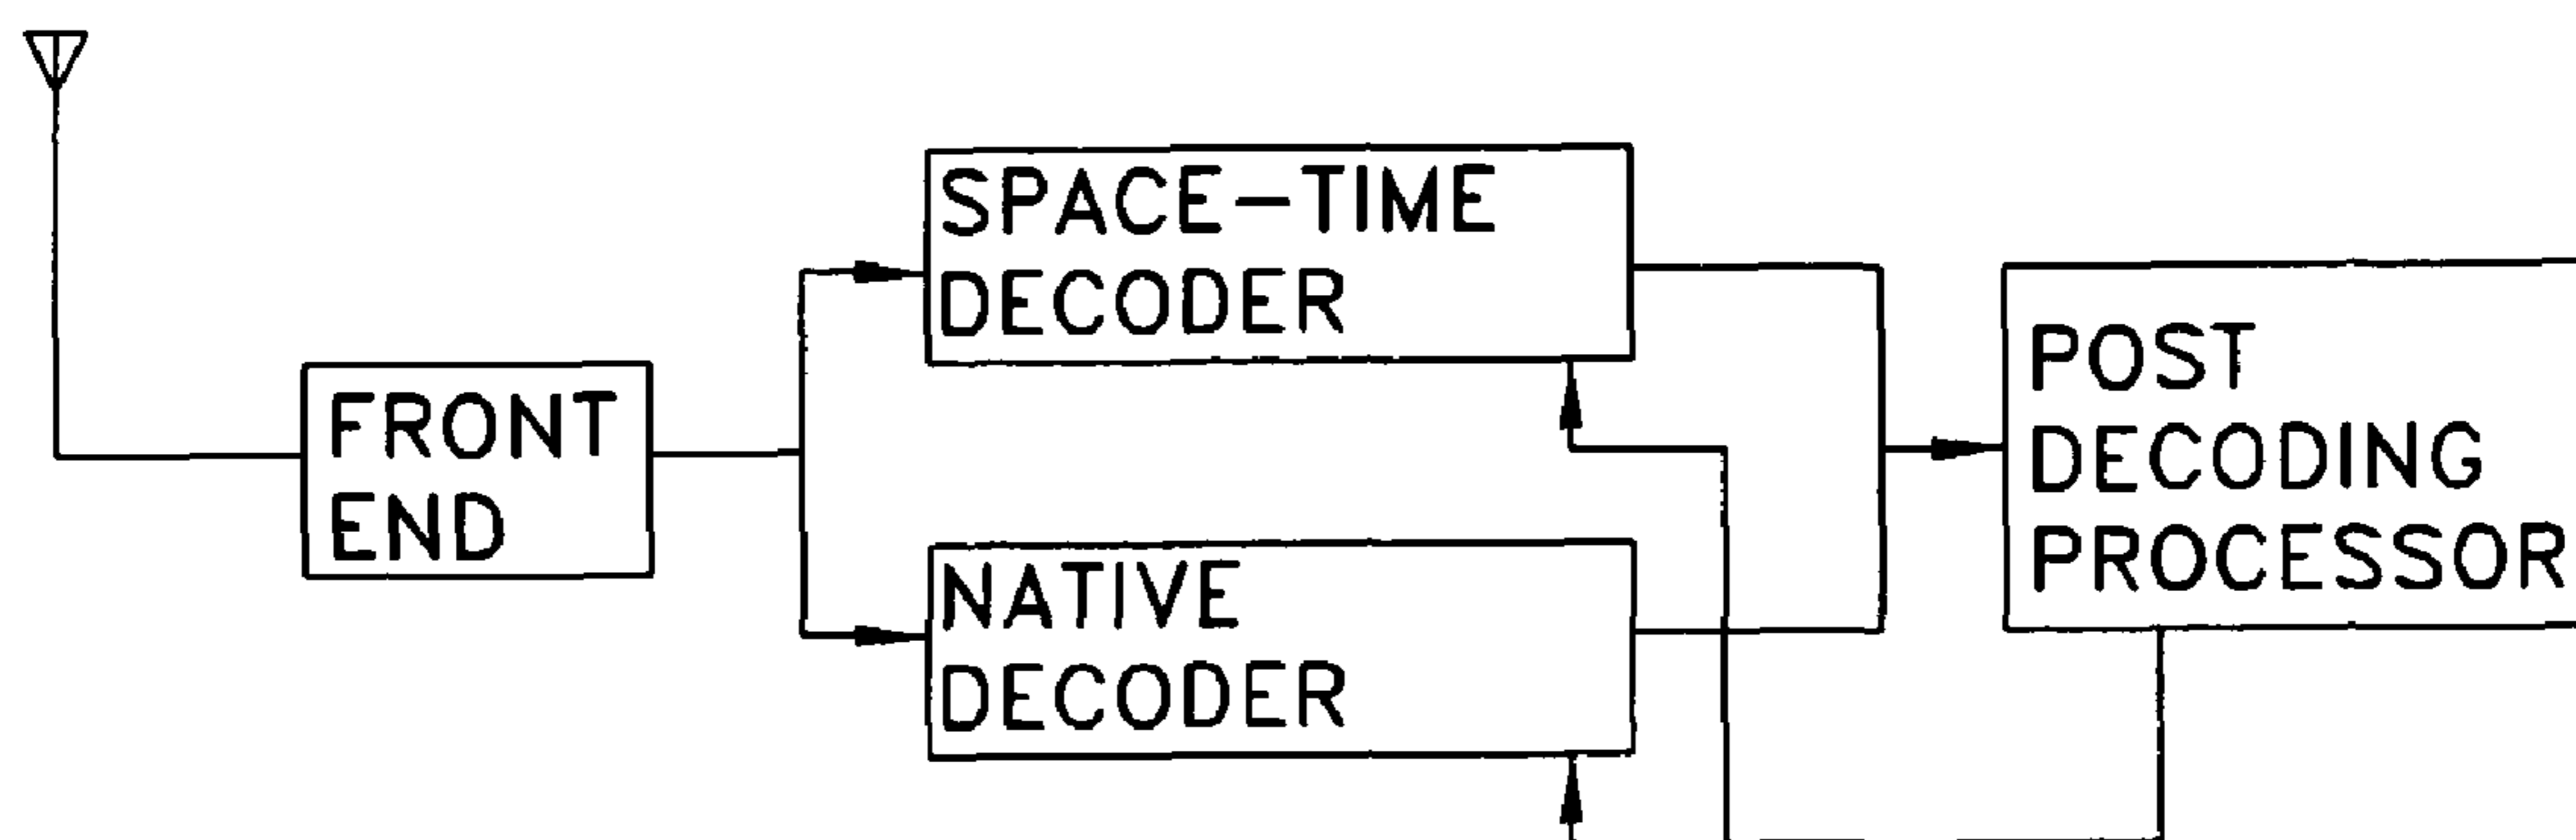 SPACE-TIME
DECODER
FRONT
END
POST
DECODING
PROCESSOR
NATIVE
DECODER